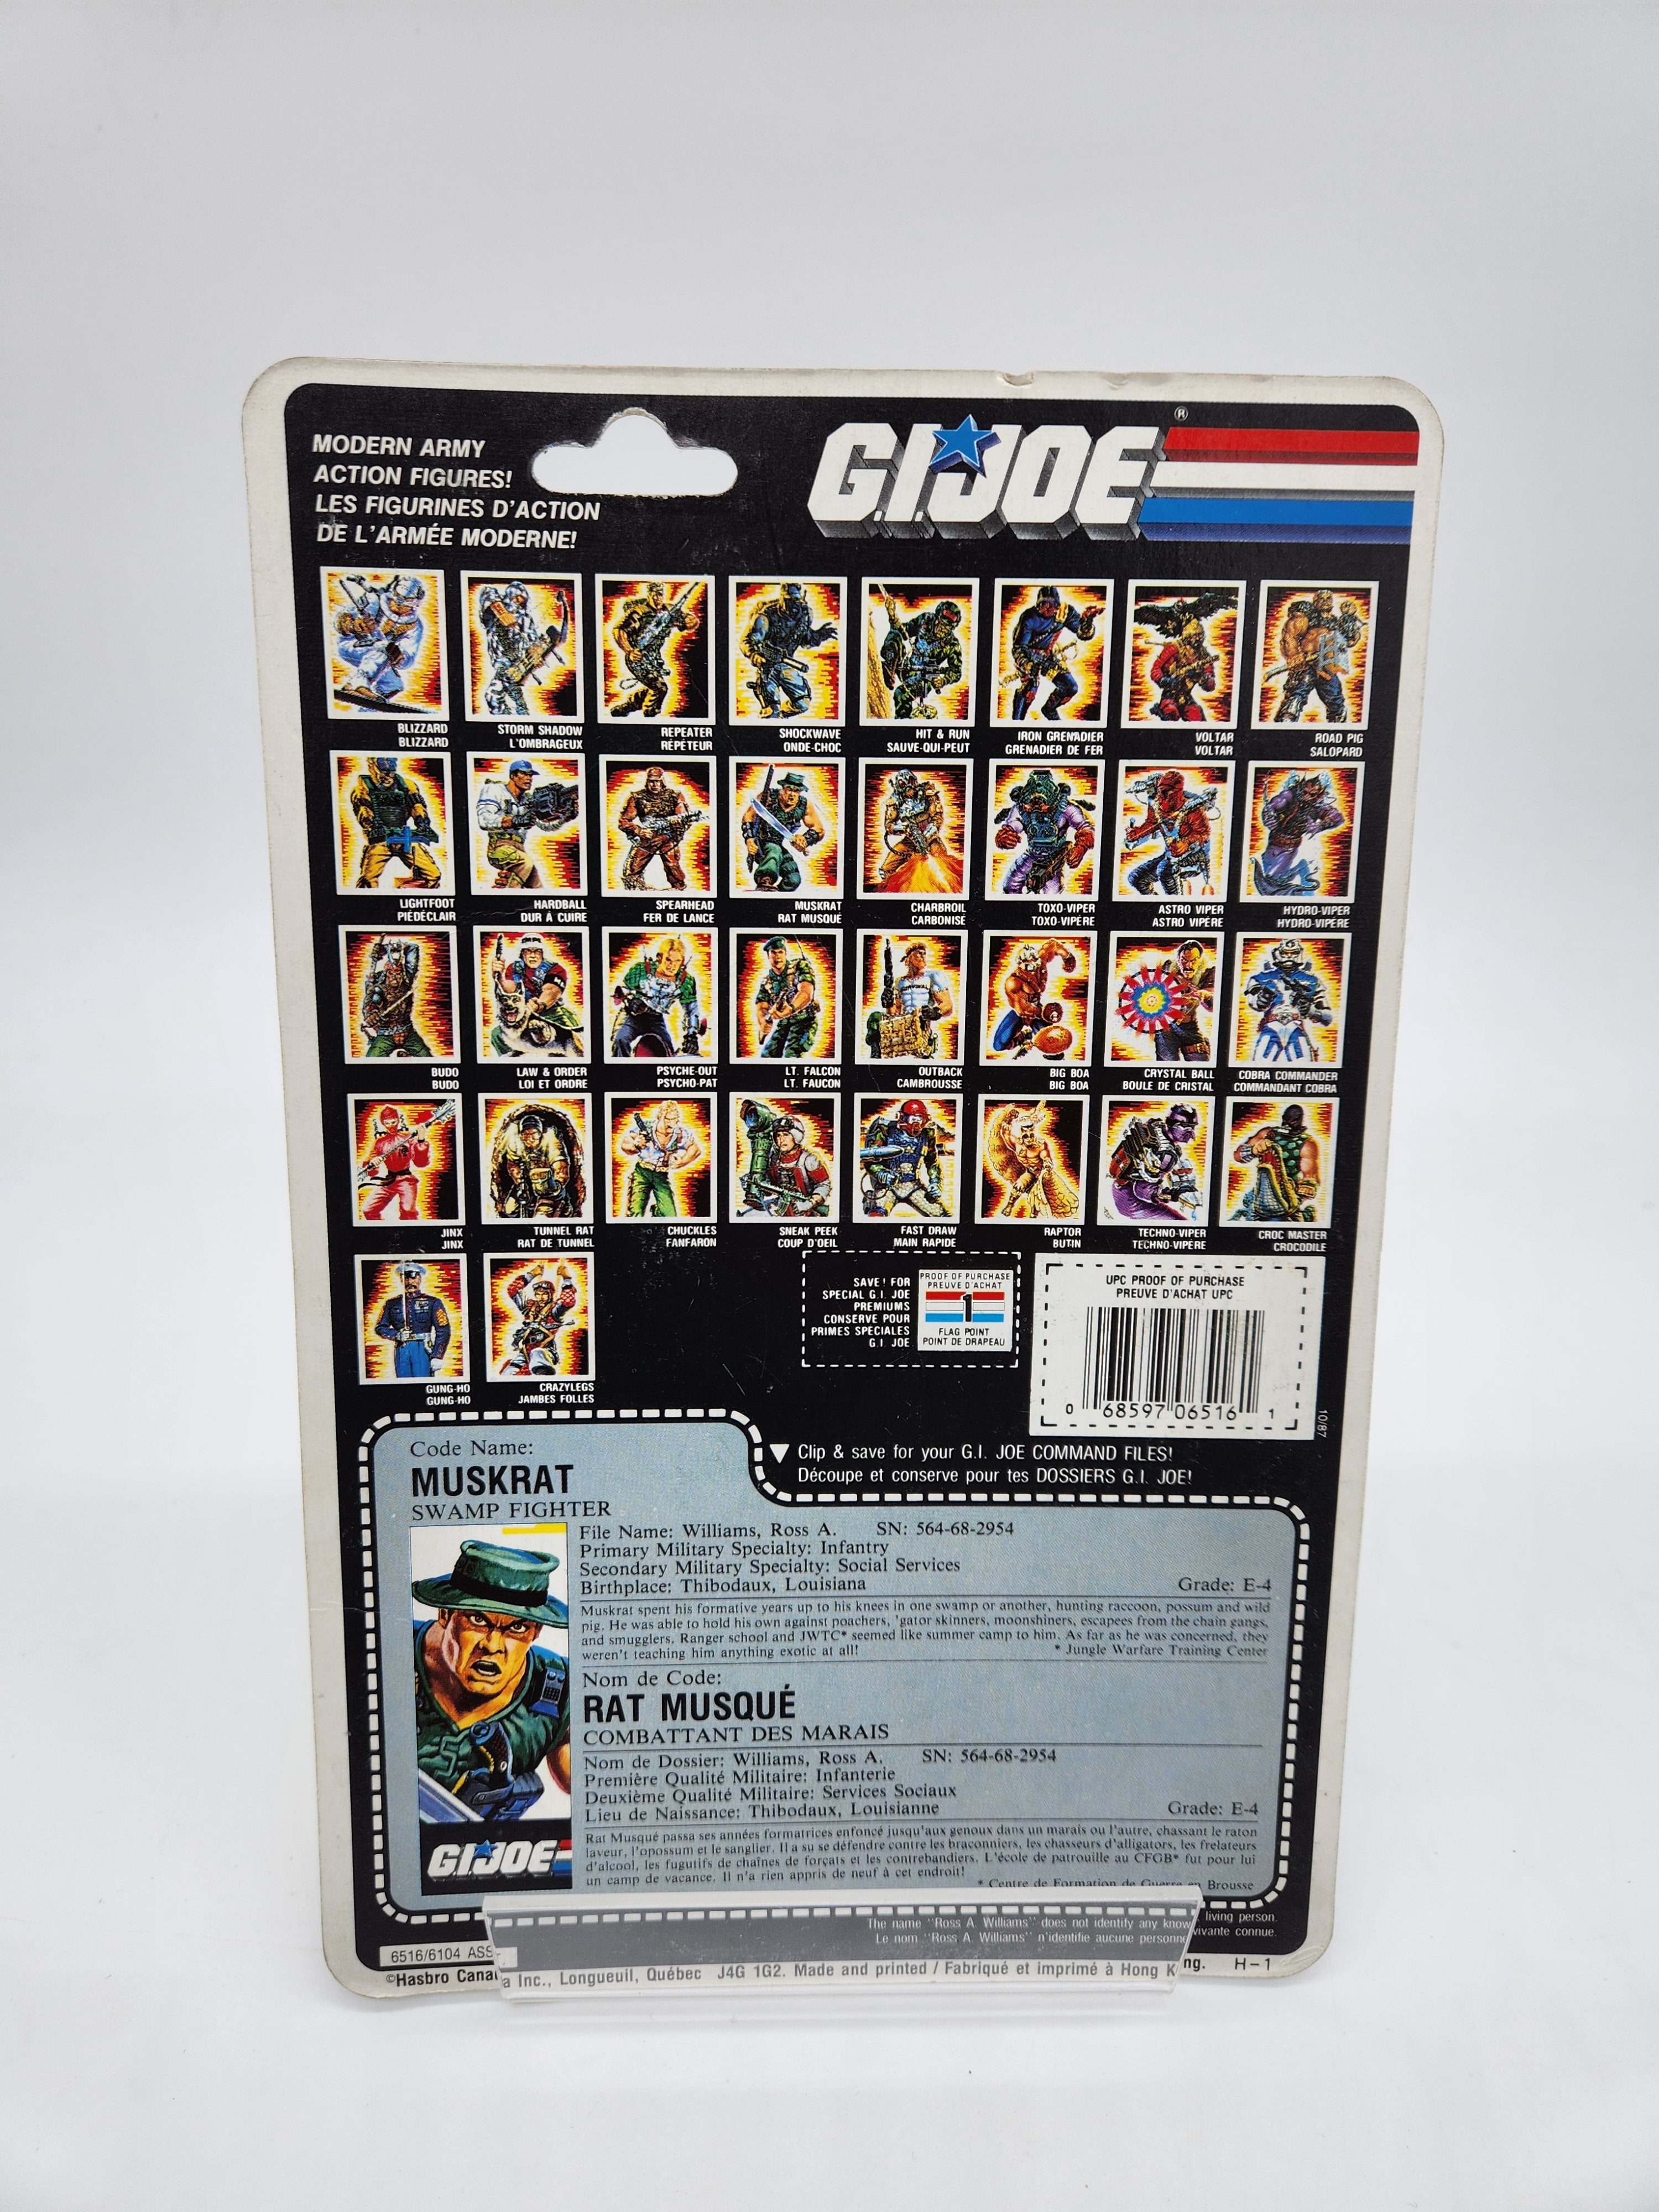 MODERN ARMY
ACTION FIGURES!
LES FIGURINES D'ACTION
DE L'ARMÉE MODERNE!
G.I. JOE ®
BLIZZARD
BLIZZARD
STORM SHADOW
L'OMBRAGEUX
REPEATER
RÉPÉTEUR
SHOCKWAVE
ONDE-CHOC
HIT & RUN
SAUVE-QUI-PEUT
IRON GRENADIER
GRENADIER DE FER
VOLTAR
VOLTAR
ROAD PIG
SALOPARD
LIGHTFOOT
PIEDÉCLAIR
HARDBALL
DUR À CUIRE
SPEARHEAD
FER DE LANCE
MUSKRAT
RAT MUSQUE
CHARBROIL
CARBONISÉ
TOXO-VIPER
TOXO-VIPÈRE
ASTRO VIPER
ASTRO VIPÈRE
HYDRO-VIPER
HYDRO-VIPÈRE
BUDO
BUDO
LAW & ORDER
LOI ET ORDRE
PSYCHE-OUT
PSYCHO-PAT
LT. FALCON
LT. FAUCON
OUTBACK
CAMBROUSSE
BIG BOA
BIG BOA
CRYSTAL BALL
BOULE DE CRISTAL
COBRA COMMANDER
COMMANDANT COBRA
JINX
JINX
TUNNEL RAT
RAT DE TUNNEL
CHUCKLES
FANFARON
SNEAK PEEK
COUP D'OEIL
FAST DRAW
MAIN RAPIDE
RAPTOR
BUTIN
TECHNO-VIPER
TECHNO-VIPÈRE
CROC MASTER
CROCODILE
GUNG-HO
GUNG-HO
CRAZYLEGS
JAMBES FOLLES
SAVE! FOR
SPECIAL G.I. JOE
PREMIUMS
CONSERVE POUR
PRIMES SPECIALES
G.I. JOE
PROOF OF PURCHASE
PREUVE D'ACHAT
1
FLAG POINT
POINT DE DRAPEAU
UPC PROOF OF PURCHASE
PREUVE D'ACHAT UPC
0 68597 06516 1
10/87
Clip & save for your G.I. JOE COMMAND FILES!
Découpe et conserve pour tes DOSSIERS G.I. JOE!
Code Name:
MUSKRAT
SWAMP FIGHTER
File Name: Williams, Ross A. SN: 564-68-2954
Primary Military Specialty: Infantry
Secondary Military Specialty: Social Services
Birthplace: Thibodaux, Louisiana Grade: E-4
Muskrat spent his formative years up to his knees in one swamp or another, hunting raccoon, possum and wild
pig. He was able to hold his own against poachers, 'gator skinners, moonshiners, escapees from the chain gangs,
and smugglers. Ranger school and JWTC* seemed like summer camp to him. As far as he was concerned, they
weren't teaching him anything exotic at all! * Jungle Warfare Training Center
Nom de Code:
RAT MUSQUÉ
COMBATTANT DES MARAIS
Nom de Dossier: Williams, Ross A. SN: 564-68-2954
Première Qualité Militaire: Infanterie
Deuxième Qualité Militaire: Services Sociaux
Lieu de Naissance: Thibodaux, Louisianne Grade: E-4
Rat Musqué passa ses années formatrices enfoncé jusqu'aux genoux dans un marais ou l'autre, chassant le raton
laveur, l'opossum et le sanglier. Il a su se défendre contre les braconniers, les chasseurs d'alligators, les frelateurs
d'alcool, les fugutifs de chaînes de forçats et les contrebandiers. L'école de patrouille au CFGB* fut pour lui
un camp de vacance. Il n'a rien appris de neuf à cet endroit!
* Centre de Formation de Guerre en Brousse
G.I. JOE
The name "Ross A. Williams" does not identify any know living person.
Le nom "Ross A. Williams" n'identifie aucune personne vivante connue.
6516/6104 ASS
©Hasbro Canada Inc., Longueuil, Québec J4G 1G2. Made and printed / Fabriqué et imprimé à Hong Kong. H-1